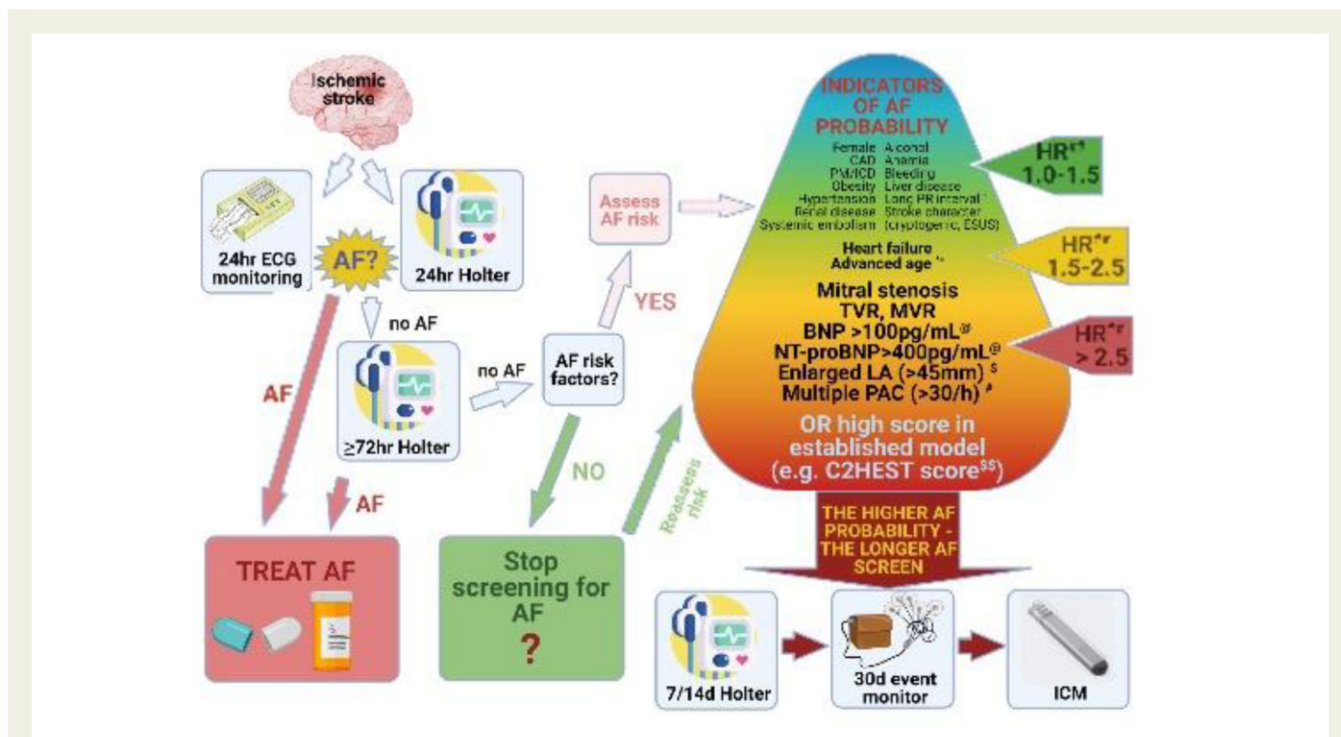 Ischemic
stroke
24hr ECG
monitoring
AF?
24hr Holter
no AF
≥72hr Holter
no AF
AF risk
factors?
YES
Assess
AF risk
NO
AF
AF
TREAT AF
Stop
screening for
AF
?
Reassess
risk
INDICATORS
OF AF
PROBABILITY
Female Alcohol
CAD Anemia
PM/ICD Bleeding
Obesity Liver disease
Hypertension Long PR interval
Renal disease Stroke character
Systemic embolism (cryptogenic, ESUS)
Heart failure
Advanced age
Mitral stenosis
TVR, MVR
BNP >100pg/mL@
NT-proBNP>400pg/mL@
Enlarged LA (>45mm) $
Multiple PAC (>30/h) #
OR high score in
established model
(e.g. C2HEST score$$)
HR
1.0-1.5
HR
1.5-2.5
HR
> 2.5
THE HIGHER AF
PROBABILITY -
THE LONGER AF
SCREEN
7/14d Holter
30d event
monitor
ICM